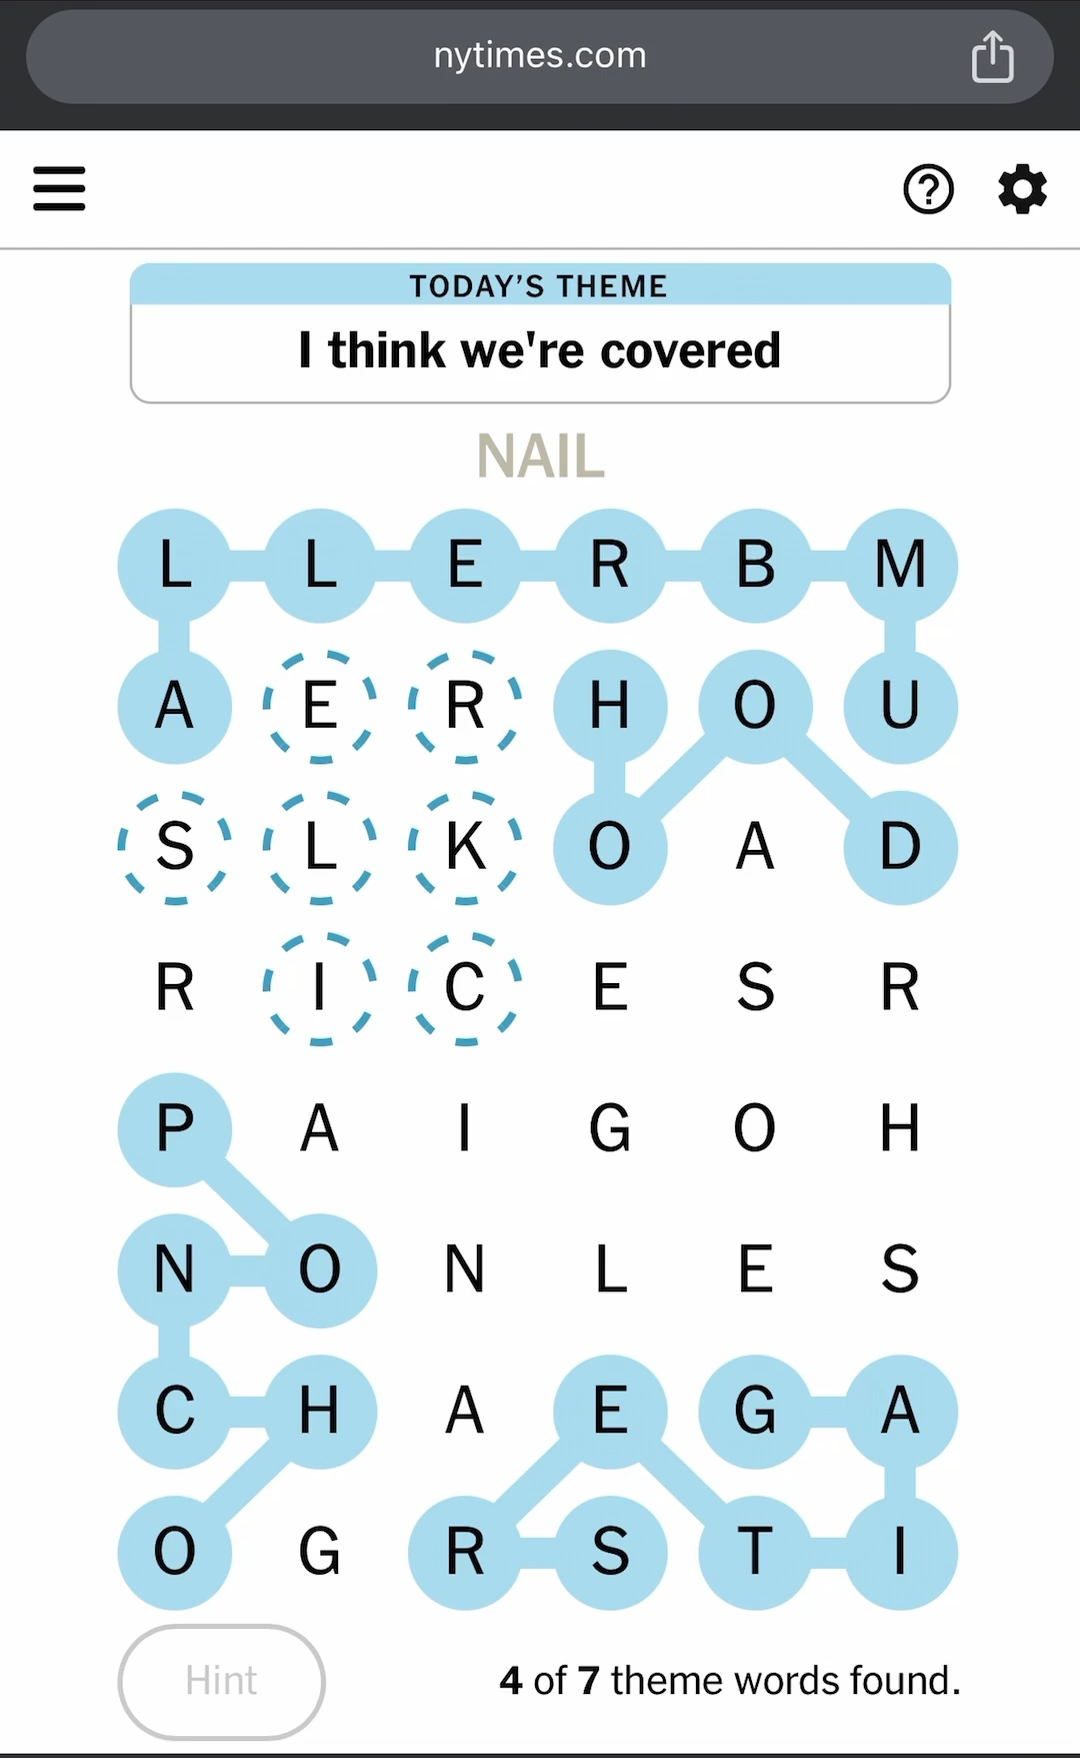 nytimes.com
?
TODAY’S THEME
I think we're covered
NAIL
L L E R B M
A E R H O U
S L K O A D
R I C E S R
P A I G O H
N O N L E S
C H A E G A
O G R S T I
Hint
4 of 7 theme words found.